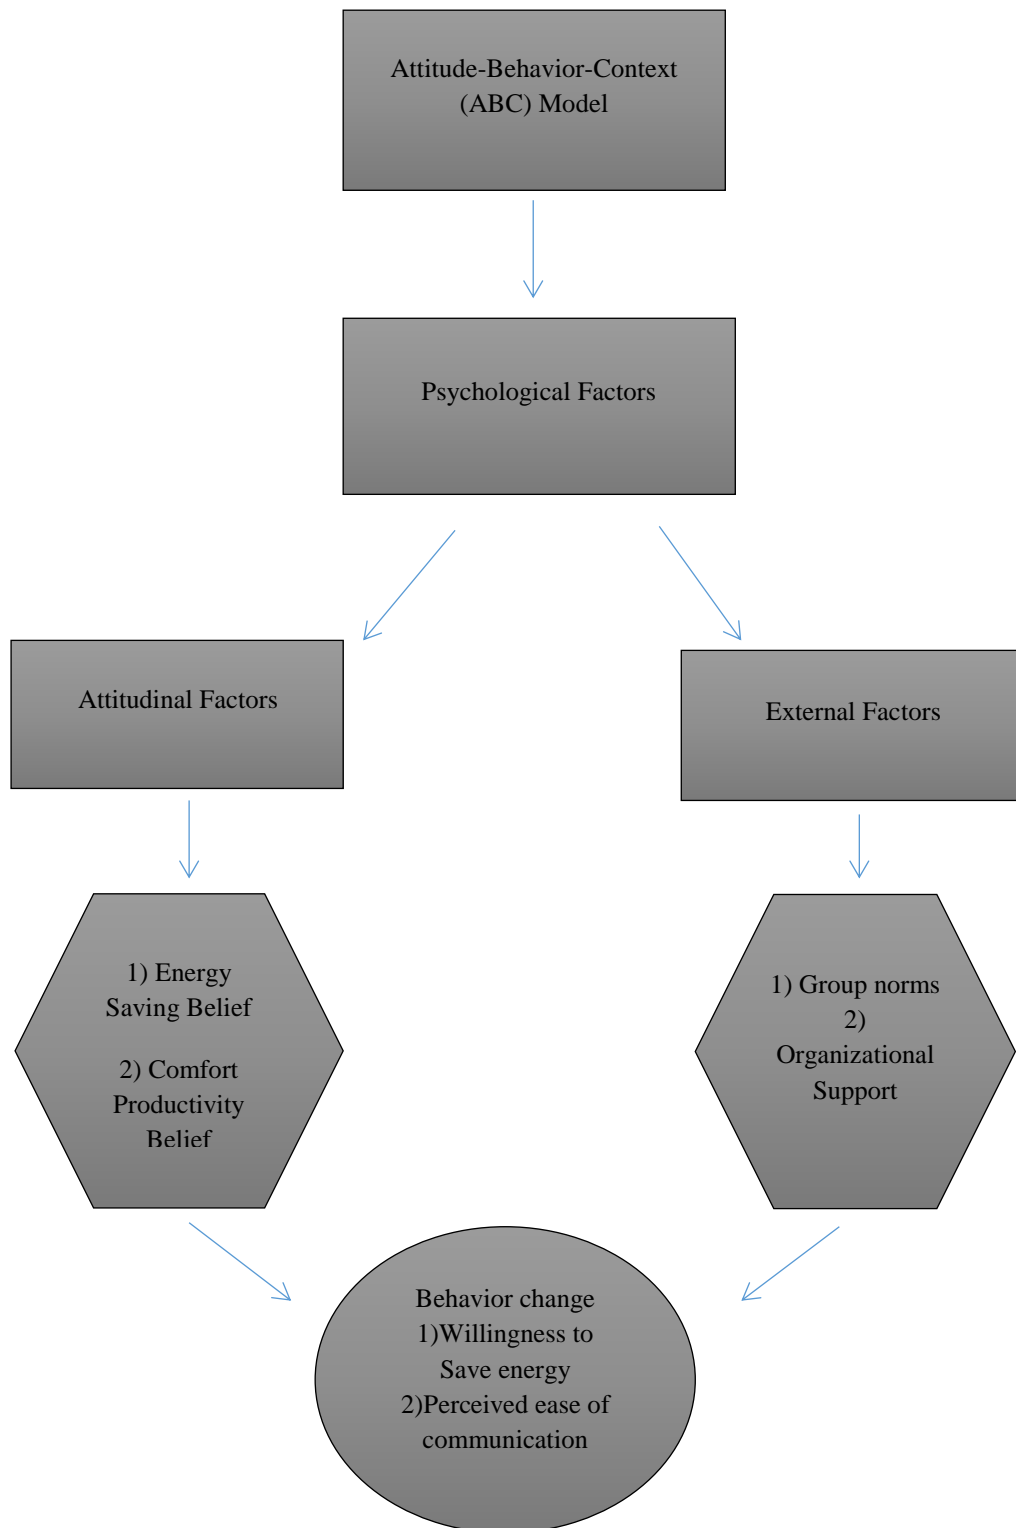 Attitude-Behavior-Context
(ABC) Model
Psychological Factors
Attitudinal Factors
External Factors
1) Energy
Saving Belief
2) Comfort
Productivity
Belief
1) Group norms
2)
Organizational
Support
Behavior change
1)Willingness to
Save energy
2)Perceived ease of
communication